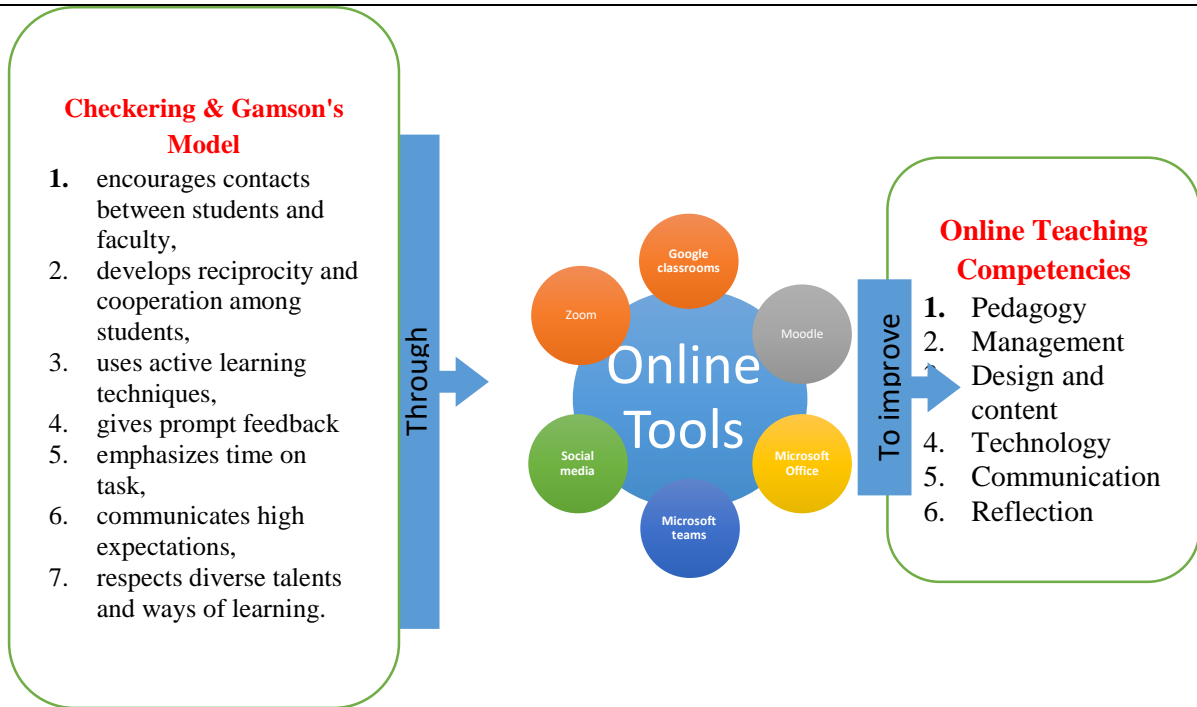 Checkering & Gamson's
Model
1. encourages contacts
between students and
faculty,
2. develops reciprocity and
cooperation among
students,
3. uses active learning
techniques,
4. gives prompt feedback
5. emphasizes time on
task,
6. communicates high
expectations,
7. respects diverse talents
and ways of learning.
Through
Google
classrooms
Zoom
Moodle
Online
Tools
Social
media
Microsoft
Office
Microsoft
teams
To improve
Online Teaching
Competencies
1. Pedagogy
2. Management
Design and
content
4. Technology
5. Communication
6. Reflection